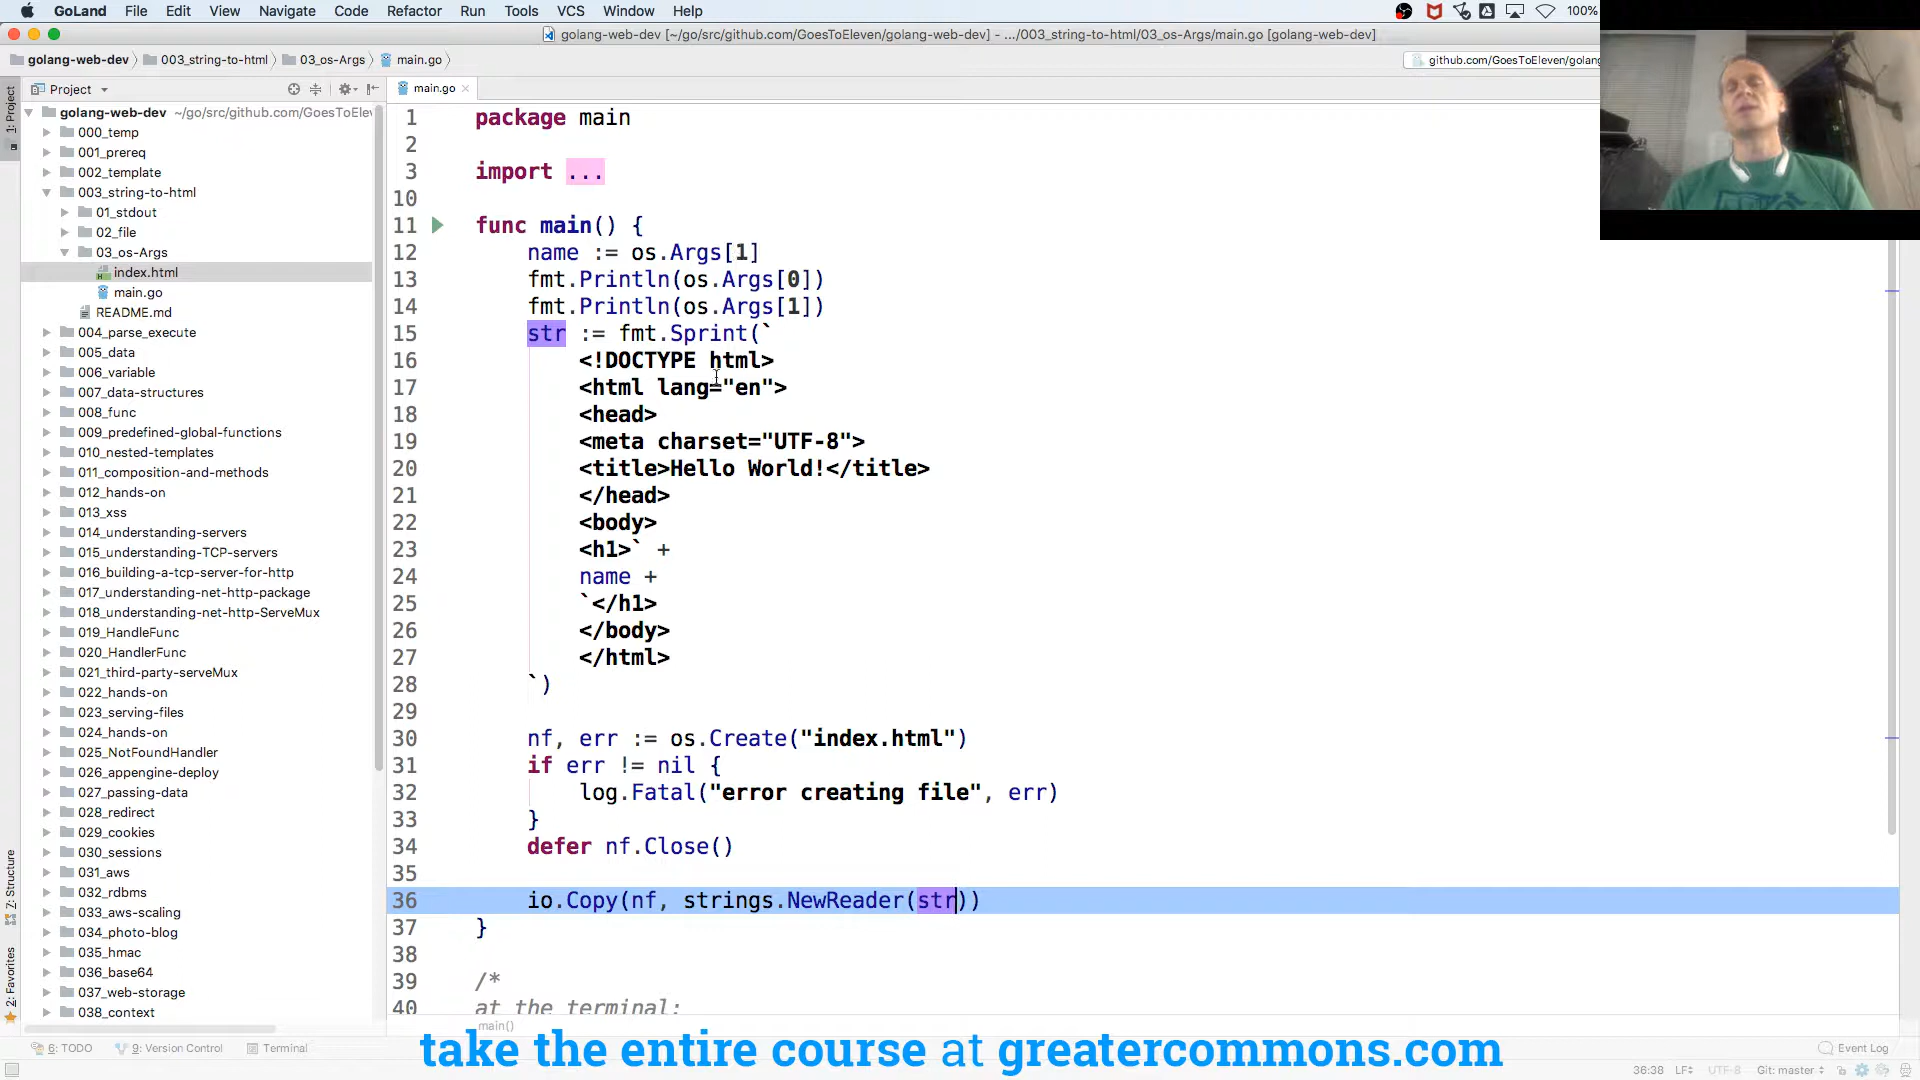 GoLand File Edit View Navigate Code Refactor Run Tools VCS Window Help 100%
golang-web-dev [~/go/src/github.com/GoesToEleven/golang-web-dev] - .../003_string-to-html/03_os-Args/main.go [golang-web-dev]
golang-web-dev 003_string-to-html 03_os-Args main.go github.com/GoesToEleven/golang
Project main.go
1: Project
golang-web-dev ~/go/src/github.com/GoesToEle
000_temp
001_prereq
002_template
003_string-to-html
01_stdout
02_file
03_os-Args
index.html
main.go
README.md
004_parse_execute
005_data
006_variable
007_data-structures
008_func
009_predefined-global-functions
010_nested-templates
011_composition-and-methods
012_hands-on
013_xss
014_understanding-servers
015_understanding-TCP-servers
016_building-a-tcp-server-for-http
017_understanding-net-http-package
018_understanding-net-http-ServeMux
019_HandleFunc
020_HandlerFunc
021_third-party-serveMux
022_hands-on
023_serving-files
024_hands-on
025_NotFoundHandler
026_appengine-deploy
027_passing-data
028_redirect
029_cookies
030_sessions
031_aws
032_rdbms
033_aws-scaling
034_photo-blog
035_hmac
036_base64
037_web-storage
038_context
7: Structure
2: Favorites
1 package main
2
3 import ...
10
11 func main() {
12 name := os.Args[1]
13 fmt.Println(os.Args[0])
14 fmt.Println(os.Args[1])
15 str := fmt.Sprint(`
16 <!DOCTYPE html>
17 <html lang="en">
18 <head>
19 <meta charset="UTF-8">
20 <title>Hello World!</title>
21 </head>
22 <body>
23 <h1>` +
24 name +
25 `</h1>
26 </body>
27 </html>
28 `)
29
30 nf, err := os.Create("index.html")
31 if err != nil {
32 log.Fatal("error creating file", err)
33 }
34 defer nf.Close()
35
36 io.Copy(nf, strings.NewReader(str))
37 }
38
39 /*
40 at the terminal:
main()
6: TODO 9: Version Control Terminal Event Log
take the entire course at greatercommons.com
36:38 LF UTF-8 Git: master